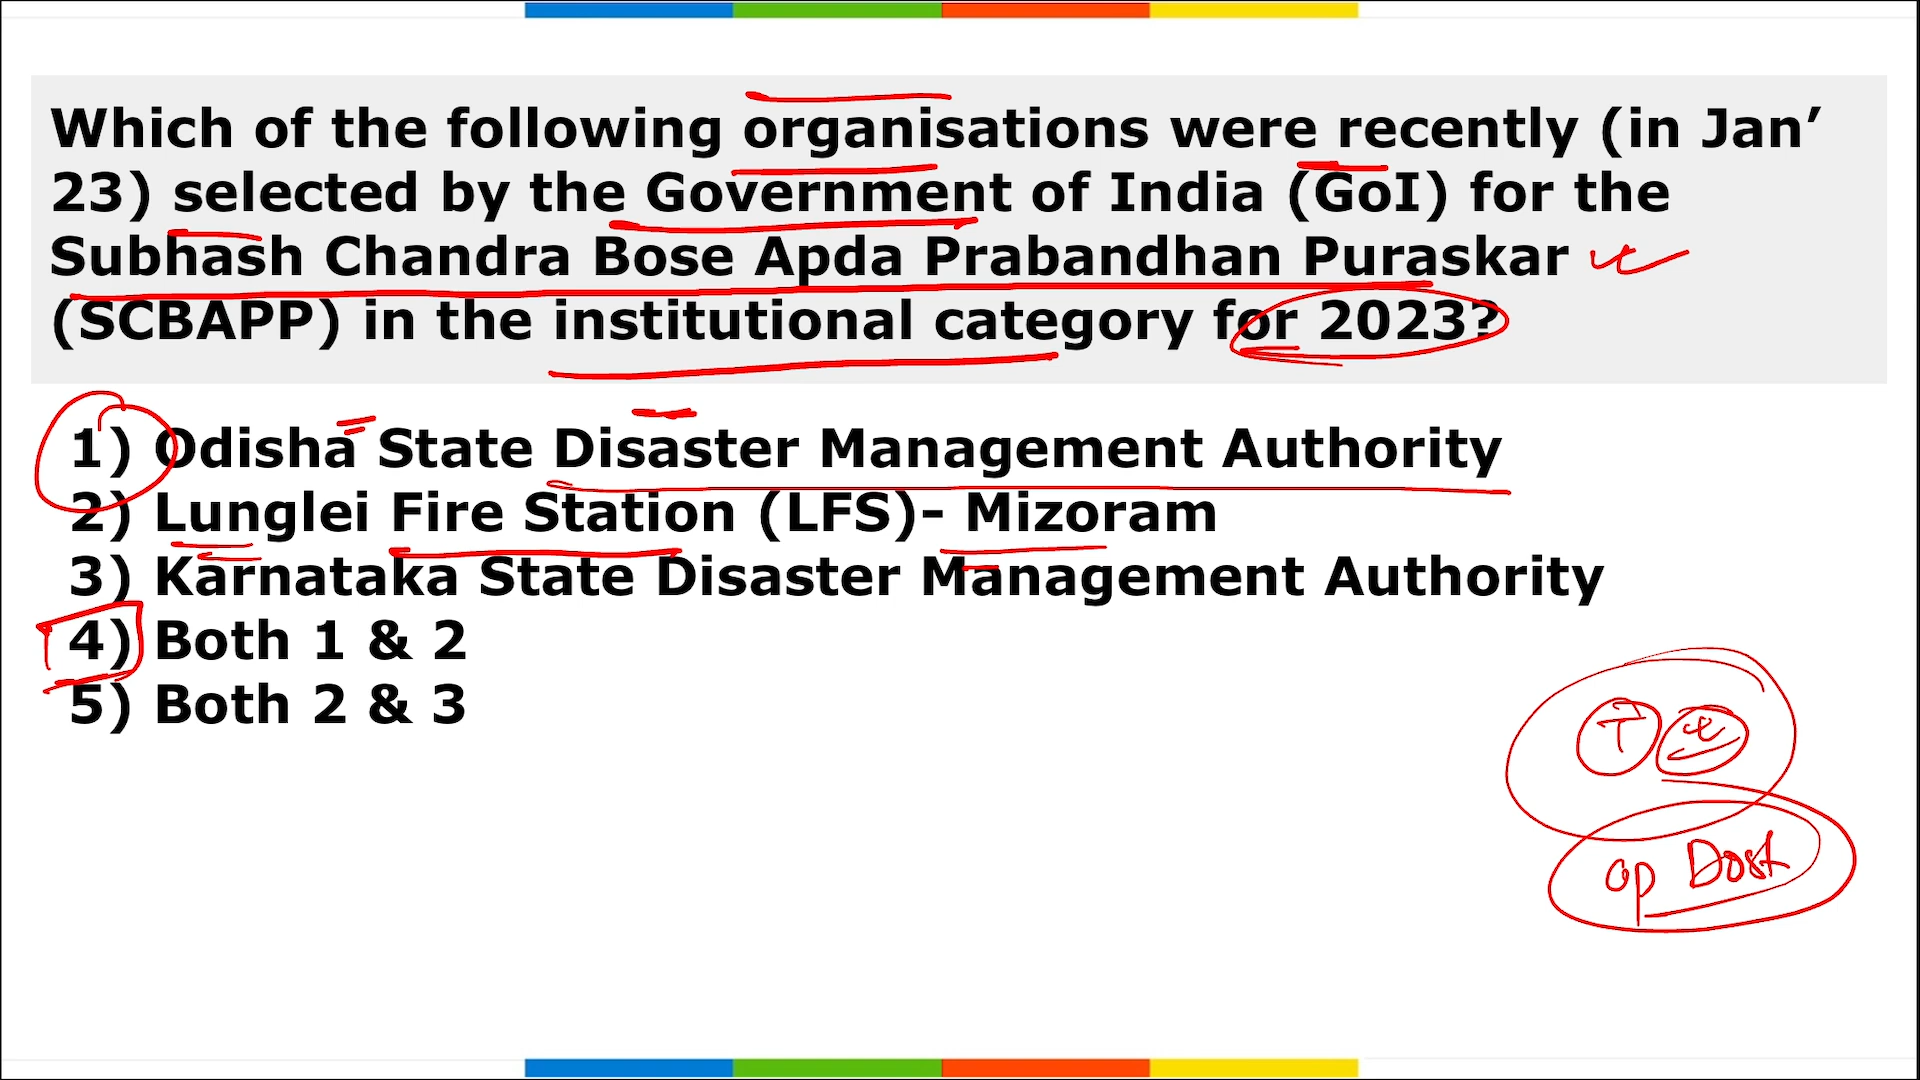 Which of the following organisations were recently (in Jan’
23) selected by the Government of India (GoI) for the
Subhash Chandra Bose Apda Prabandhan Puraskar
(SCBAPP) in the institutional category for 2023?
1) Odisha State Disaster Management Authority
2) Lunglei Fire Station (LFS)- Mizoram
3) Karnataka State Disaster Management Authority
4) Both 1 & 2
5) Both 2 & 3
T
op Dost